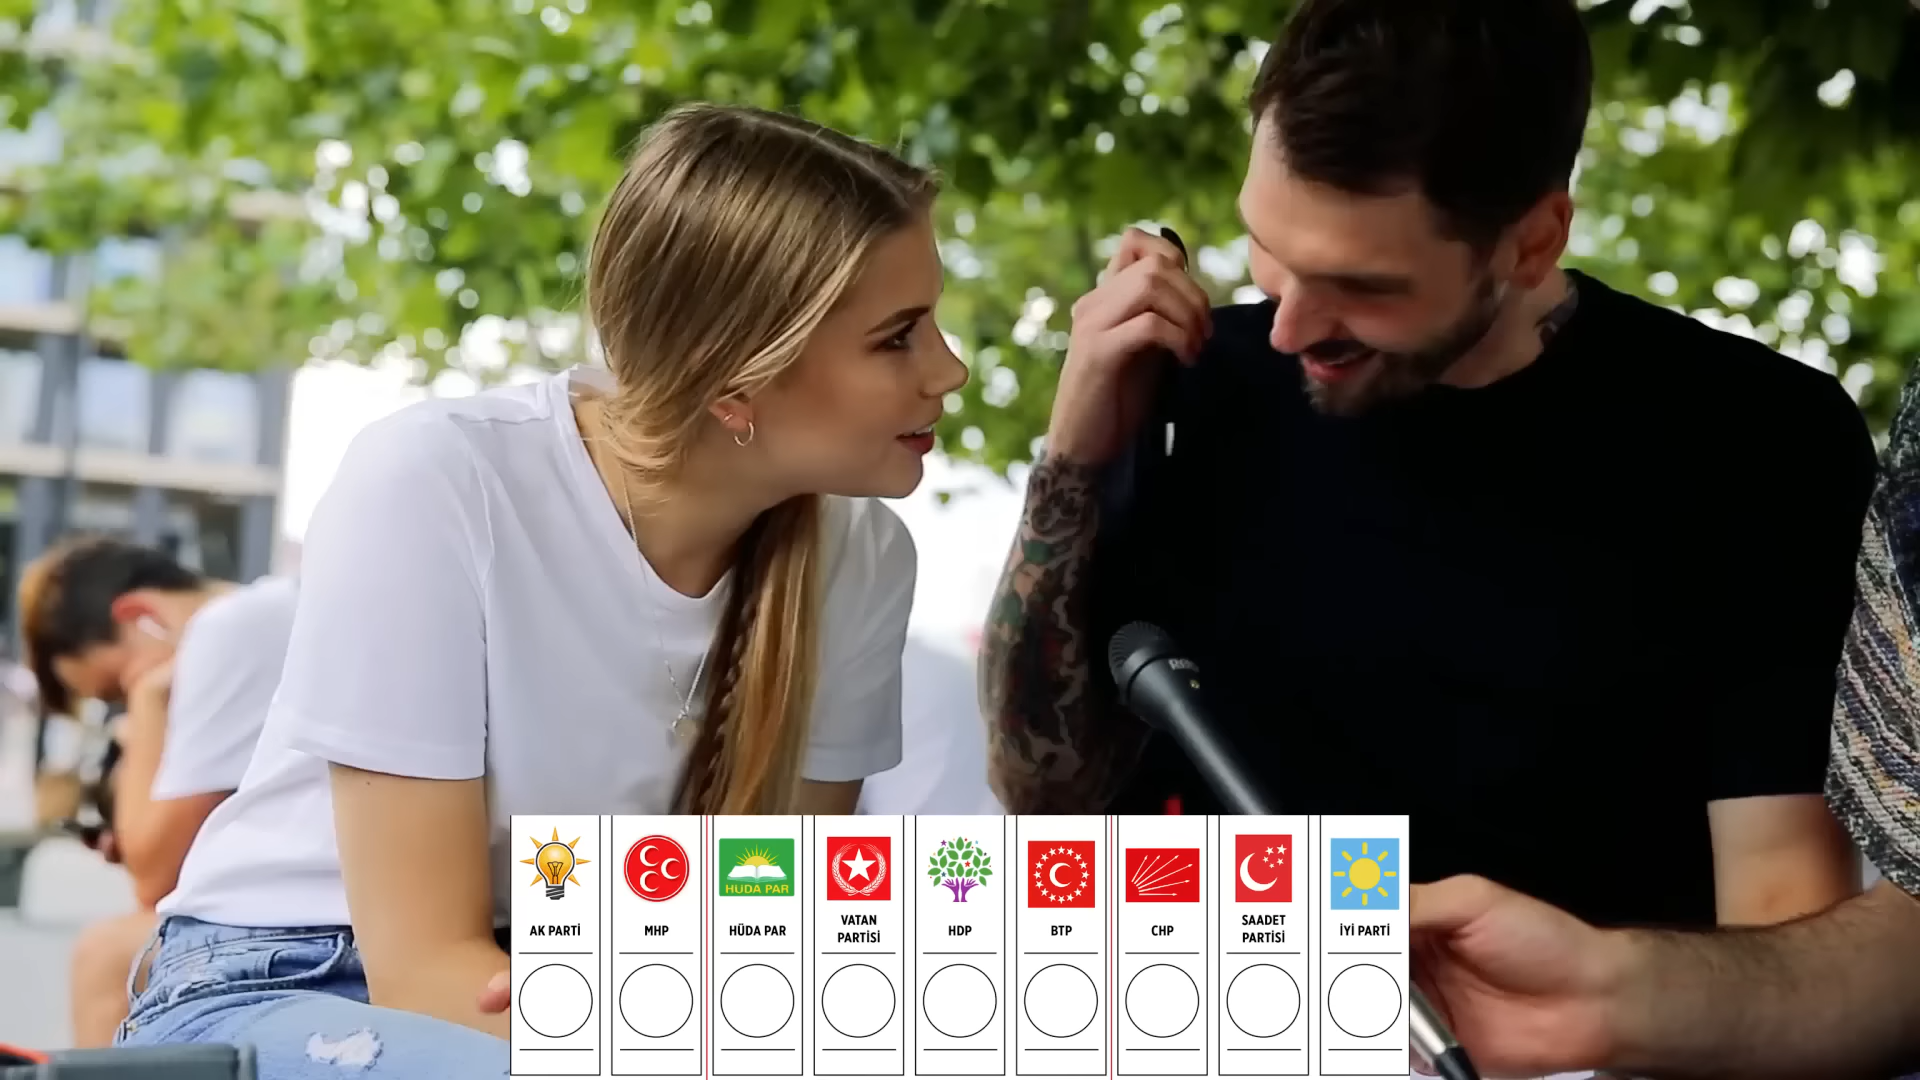 HÜDA PAR
AK PARTİ
MHP
HÜDA PAR
VATAN
PARTİSİ
HDP
BTP
CHP
SAADET
PARTİSİ
İYİ PARTİ